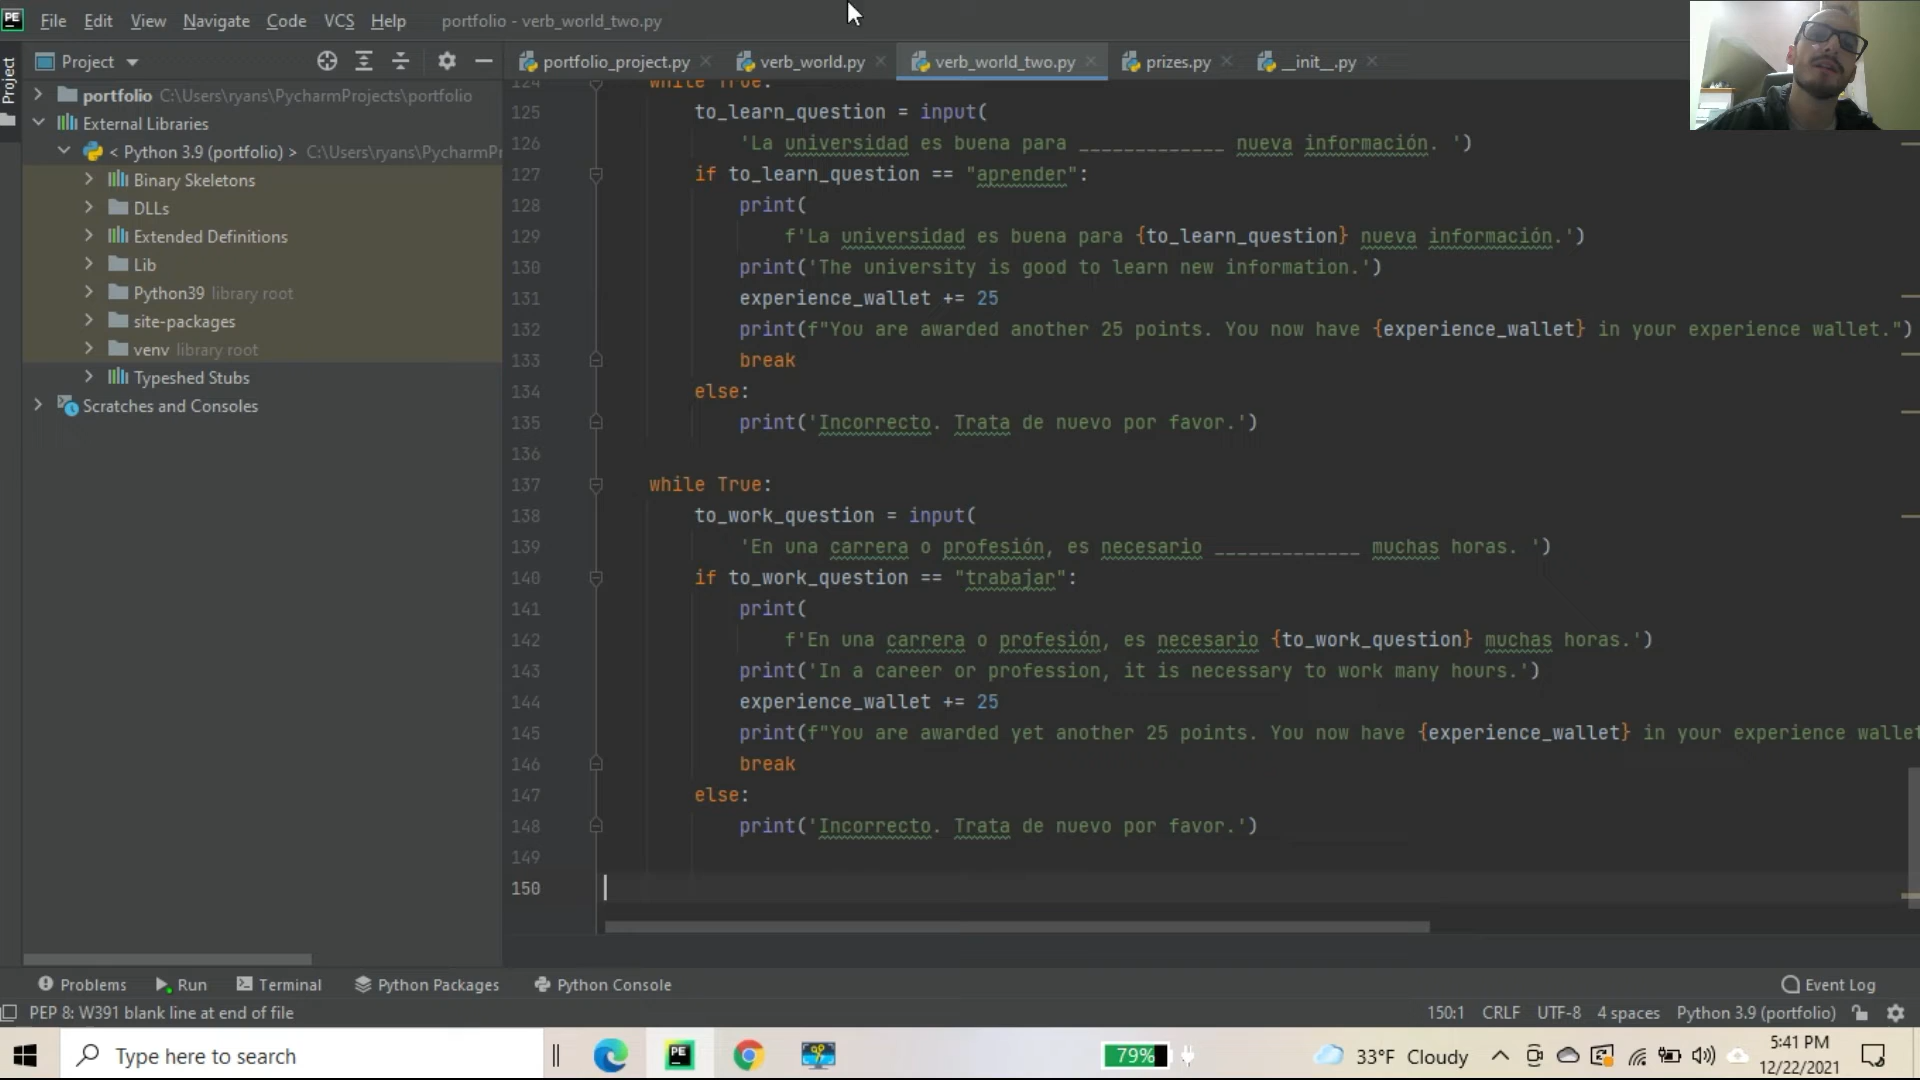 PE File Edit View Navigate Code VCS Help portfolio - verb_world_two.py
Project
Project portfolio_project.py verb_world.py verb_world_two.py prizes.py __init__.py
portfolio C:\Users\ryans\PycharmProjects\portfolio
External Libraries
< Python 3.9 (portfolio) > C:\Users\ryans\PycharmPr
Binary Skeletons
DLLs
Extended Definitions
Lib
Python39 library root
site-packages
venv library root
Typeshed Stubs
Scratches and Consoles
124 while True:
125 to_learn_question = input(
126 'La universidad es buena para _____________ nueva información. ')
127 if to_learn_question == "aprender":
128 print(
129 f'La universidad es buena para {to_learn_question} nueva información.')
130 print('The university is good to learn new information.')
131 experience_wallet += 25
132 print(f"You are awarded another 25 points. You now have {experience_wallet} in your experience wallet.")
133 break
134 else:
135 print('Incorrecto. Trata de nuevo por favor.')
136
137 while True:
138 to_work_question = input(
139 'En una carrera o profesión, es necesario _____________ muchas horas. ')
140 if to_work_question == "trabajar":
141 print(
142 f'En una carrera o profesión, es necesario {to_work_question} muchas horas.')
143 print('In a career or profession, it is necessary to work many hours.')
144 experience_wallet += 25
145 print(f"You are awarded yet another 25 points. You now have {experience_wallet} in your experience wallet
146 break
147 else:
148 print('Incorrecto. Trata de nuevo por favor.')
149
150
Problems Run Terminal Python Packages Python Console Event Log
PEP 8: W391 blank line at end of file 150:1 CRLF UTF-8 4 spaces Python 3.9 (portfolio)
Type here to search PE 79% 33°F Cloudy 5:41 PM
12/22/2021